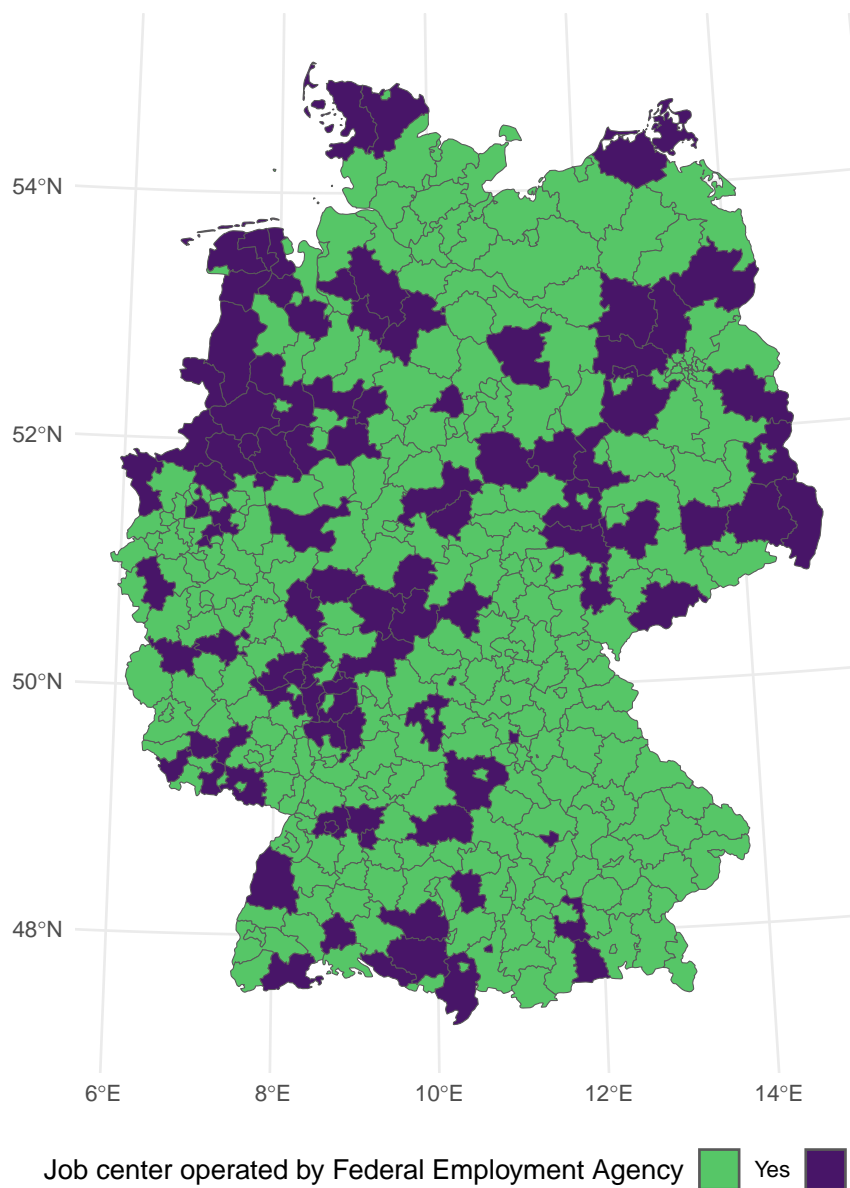 54°N
52°N
50°N
48°N
6°E 8°E 10°E 12°E 14°E
Job center operated by Federal Employment Agency Yes